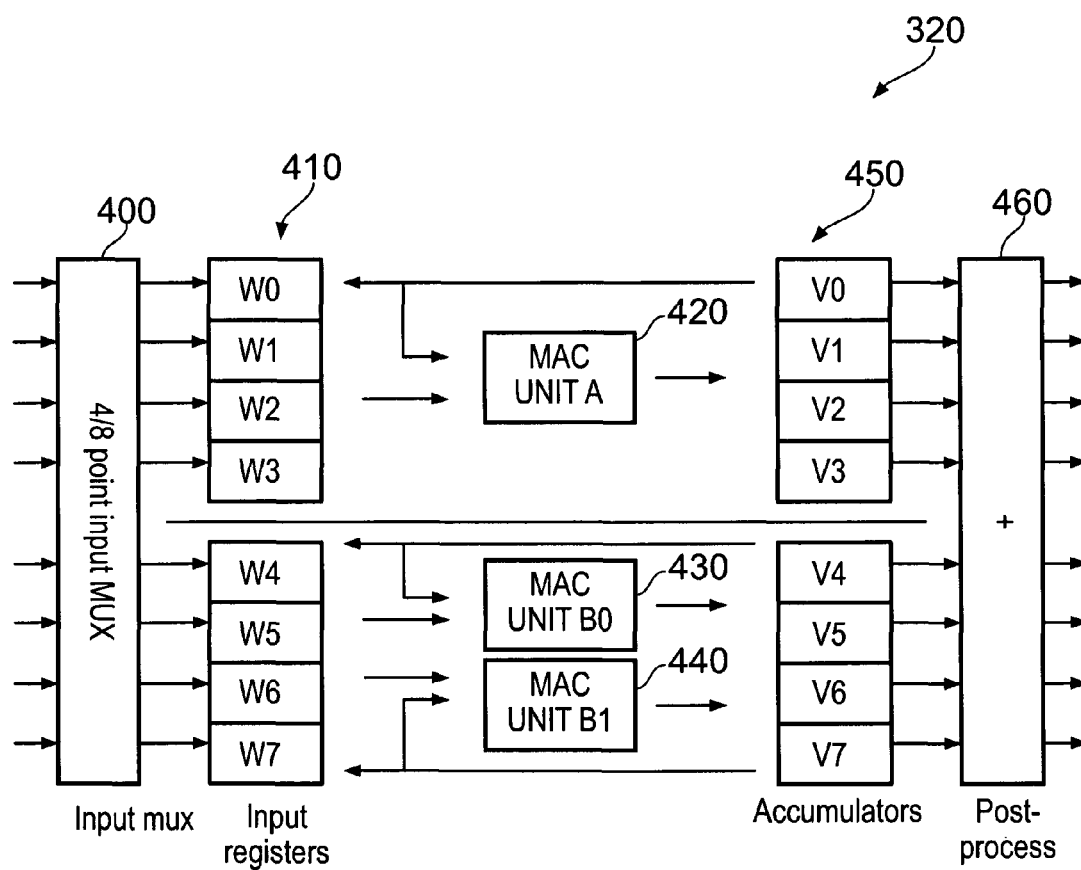 320
410
450
400
460
W0
V0
420
W1
MAC
UNIT A
V1
W2
V2
W3
V3
4/8 point input MUX
+
W4
MAC
UNIT B0
430
V4
W5
V5
W6
MAC
UNIT B1
440
V6
W7
V7
Input mux
Input
registers
Accumulators
Post-
process